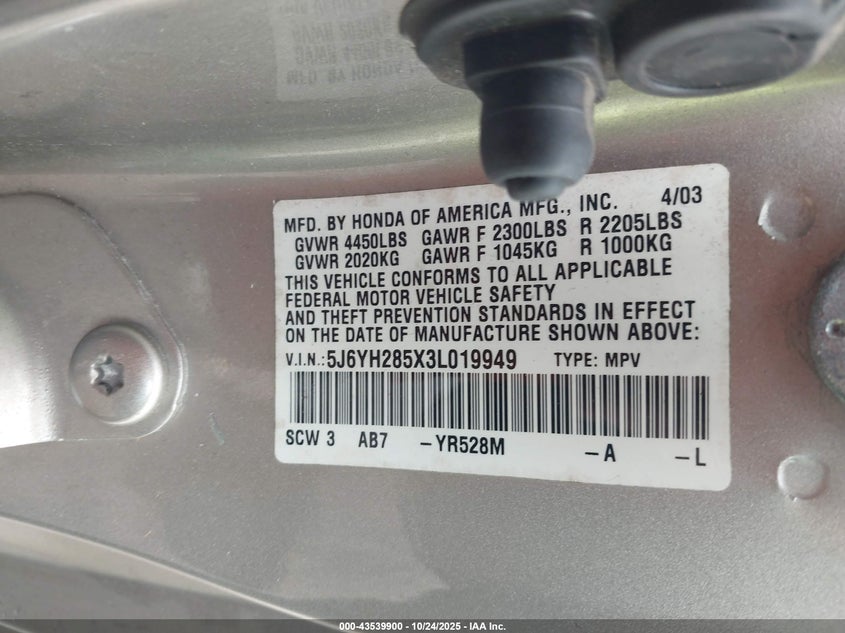 MFD. BY HONDA OF AMERICA MFG., INC. 4/03
GVWR 4450LBS GAWR F 2300LBS R 2205LBS
GVWR 2020KG GAWR F 1045KG R 1000KG
THIS VEHICLE CONFORMS TO ALL APPLICABLE
FEDERAL MOTOR VEHICLE SAFETY
AND THEFT PREVENTION STANDARDS IN EFFECT
ON THE DATE OF MANUFACTURE SHOWN ABOVE:
V.I.N.: 5J6YH285X3L019949 TYPE: MPV
SCW 3 AB7 -YR528M -A -L
000-43539900 - 10/24/2025 - IAA Inc.